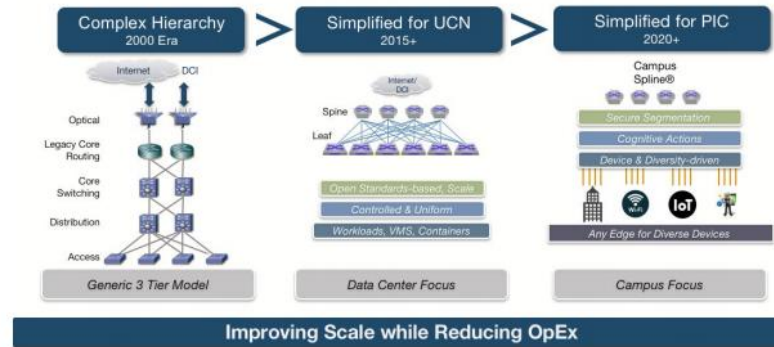 Complex Hierarchy
2000 Era
Simplified for UCN
2015+
Simplified for PIC
2020+
Internet
DCI
Optical
Legacy Core
Routing
Core
Switching
Distribution
Access
Generic 3 Tier Model
Internet/
DCI
Spine
Leaf
Open Standards-based, Scale
Controlled & Uniform
Workloads, VMS, Containers
Data Center Focus
Campus
Spline®
Secure Segmentation
Cognitive Actions
Device & Diversity-driven
Wi-Fi
IoT
Any Edge for Diverse Devices
Campus Focus
Improving Scale while Reducing OpEx